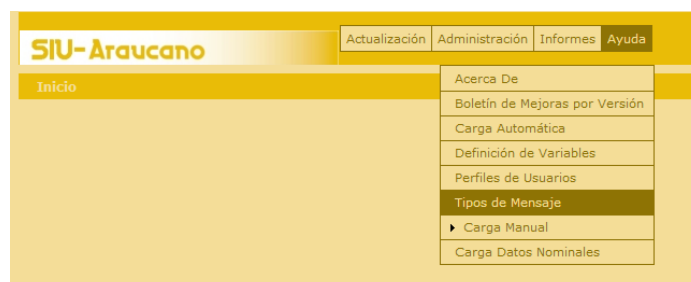 SIU-Araucano
Actualización Administración Informes Ayuda
Inicio
Acerca De
Boletín de Mejoras por Versión
Carga Automática
Definición de Variables
Perfiles de Usuarios
Tipos de Mensaje
Carga Manual
Carga Datos Nominales